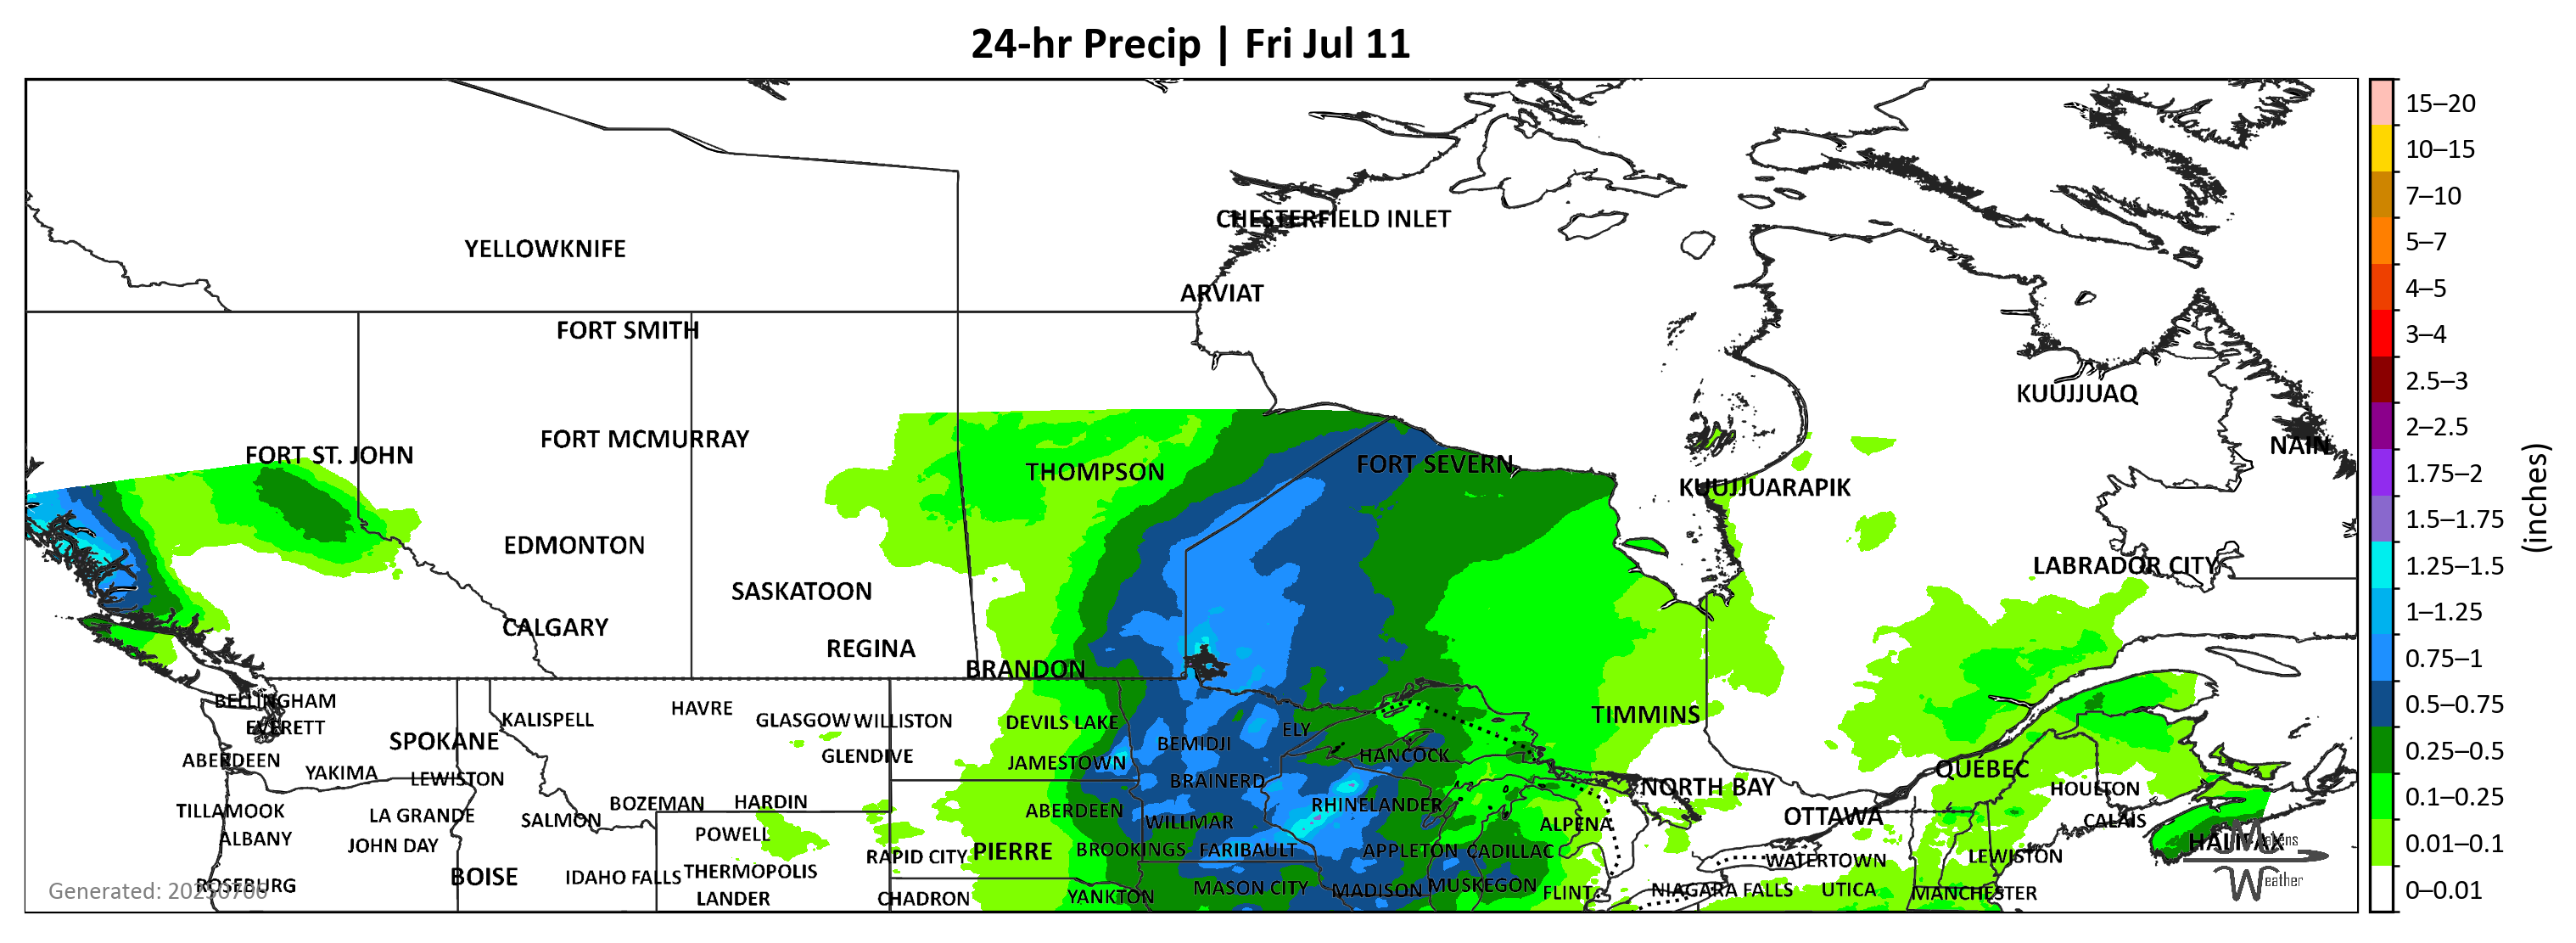 24-hr Precip | Fri Jul 11
15–20
10–15
7–10
5–7
4–5
3–4
2.5–3
2–2.5
1.75–2
1.5–1.75
1.25–1.5
1–1.25
0.75–1
0.5–0.75
0.25–0.5
0.1–0.25
0.01–0.1
0–0.01
(inches)
CHESTERFIELD INLET
YELLOWKNIFE
ARVIAT
FORT SMITH
KUUJJUAQ
FORT MCMURRAY
NAIN
FORT ST. JOHN
FORT SEVERN
THOMPSON
KUUJJUARAPIK
EDMONTON
LABRADOR CITY
SASKATOON
CALGARY
REGINA
BRANDON
BELLINGHAM
HAVRE
TIMMINS
KALISPELL
GLASGOW
WILLISTON
DEVILS LAKE
EVERETT
ELY
SPOKANE
BEMIDJI
GLENDIVE
HANCOCK
ABERDEEN
JAMESTOWN
QUÉBEC
YAKIMA
LEWISTON
BRAINERD
NORTH BAY
HOULTON
BOZEMAN
HARDIN
RHINELANDER
TILLAMOOK
LA GRANDE
SALMON
ABERDEEN
WILLMAR
ALPENA
OTTAWA
CALAIS
ALBANY
POWELL
HALIFAX
Mavens
JOHN DAY
RAPID CITY
PIERRE
BROOKINGS
FARIBAULT
APPLETON
CADILLAC
WATERTOWN
LEWISTON
BOISE
IDAHO FALLS
THERMOPOLIS
Weather
ROSEBURG
Generated: 20250706
LANDER
CHADRON
YANKTON
MASON CITY
MADISON
MUSKEGON
FLINT
NIAGARA FALLS
UTICA
MANCHESTER